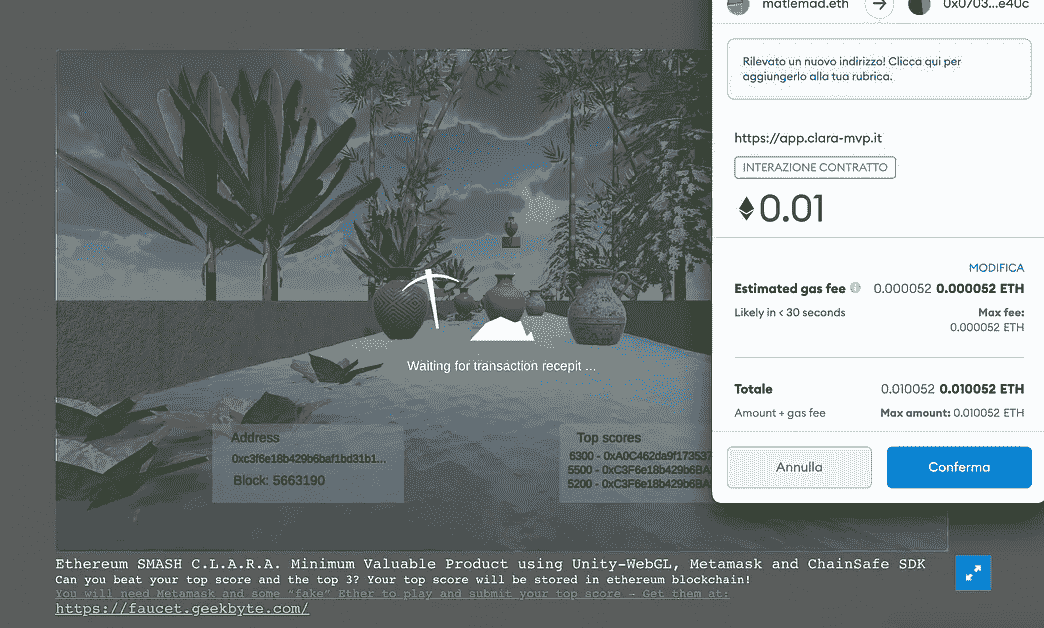 matlemad.eth
0x0703...e40c
Rilevato un nuovo indirizzo! Clicca qui per
aggiungerlo alla tua rubrica.
https://app.clara-mvp.it
INTERAZIONE CONTRATTO
0.01
MODIFICA
Estimated gas fee 0.000052 0.000052 ETH
Likely in < 30 seconds Max fee:
0.000052 ETH
Totale 0.010052 0.010052 ETH
Amount + gas fee Max amount: 0.010052 ETH
Annulla Conferma
Waiting for transaction recepit ...
Address
0xc3f6e18b429b6baf1bd31b1...
Block: 5663190
Top scores
6300 - 0xA0C462da9f173537
5500 - 0xC3F6e18b429b6BA
5200 - 0xC3F6e18b429b6BA
Ethereum SMASH C.L.A.R.A. Minimum Valuable Product using Unity-WebGL, Metamask and ChainSafe SDK
Can you beat your top score and the top 3? Your top score will be stored in ethereum blockchain!
You will need Metamask and some "fake" Ether to play and submit your top score - Get them at:
https://faucet.geekbyte.com/